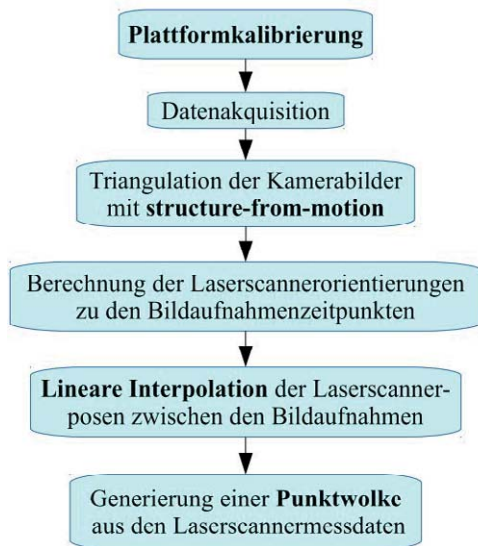 Plattformkalibrierung
Datenakquisition
Triangulation der Kamerabilder
mit structure-from-motion
Berechnung der Laserscannerorientierungen
zu den Bildaufnahmenzeitpunkten
Lineare Interpolation der Laserscanner-
posen zwischen den Bildaufnahmen
Generierung einer Punktwolke
aus den Laserscannermessdaten